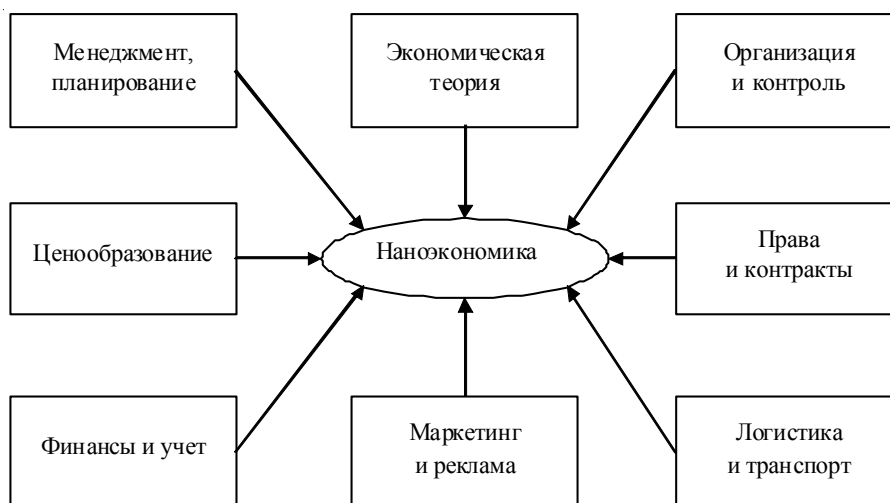 Менеджмент,
планирование
Экономическая
теория
Организация
и контроль
Ценообразование
Наноэкономика
Права
и контракты
Финансы и учет
Маркетинг
и реклама
Логистика
и транспорт